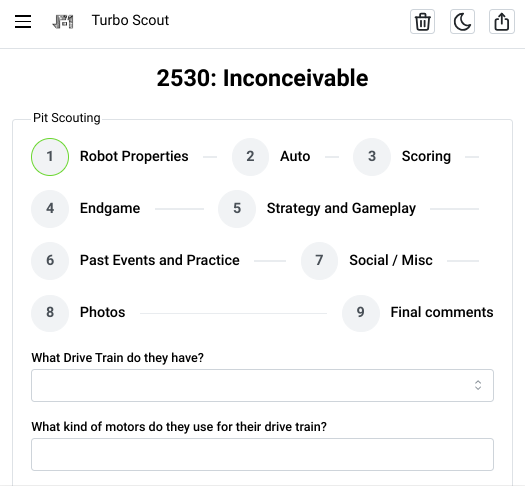 Turbo Scout
2530: Inconceivable
Pit Scouting
1 Robot Properties 2 Auto 3 Scoring
4 Endgame 5 Strategy and Gameplay
6 Past Events and Practice 7 Social / Misc
8 Photos 9 Final comments
What Drive Train do they have?
What kind of motors do they use for their drive train?